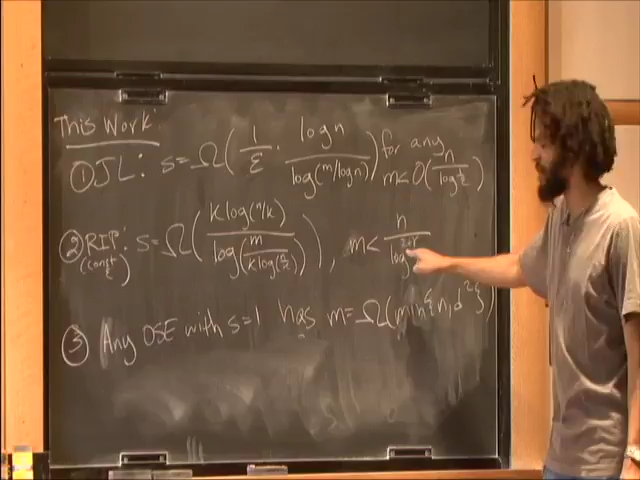 This Work:
① JL: s = Ω( 1/ε · log n / log(m/log n) ) for any m < O( n / log 1/ε )
② RIP: (const ε) s = Ω( k log(n/k) / log( m / k log(n/k) ) ), m < n / log
③ Any OSE with s=1 has m = Ω(min{n, d²})